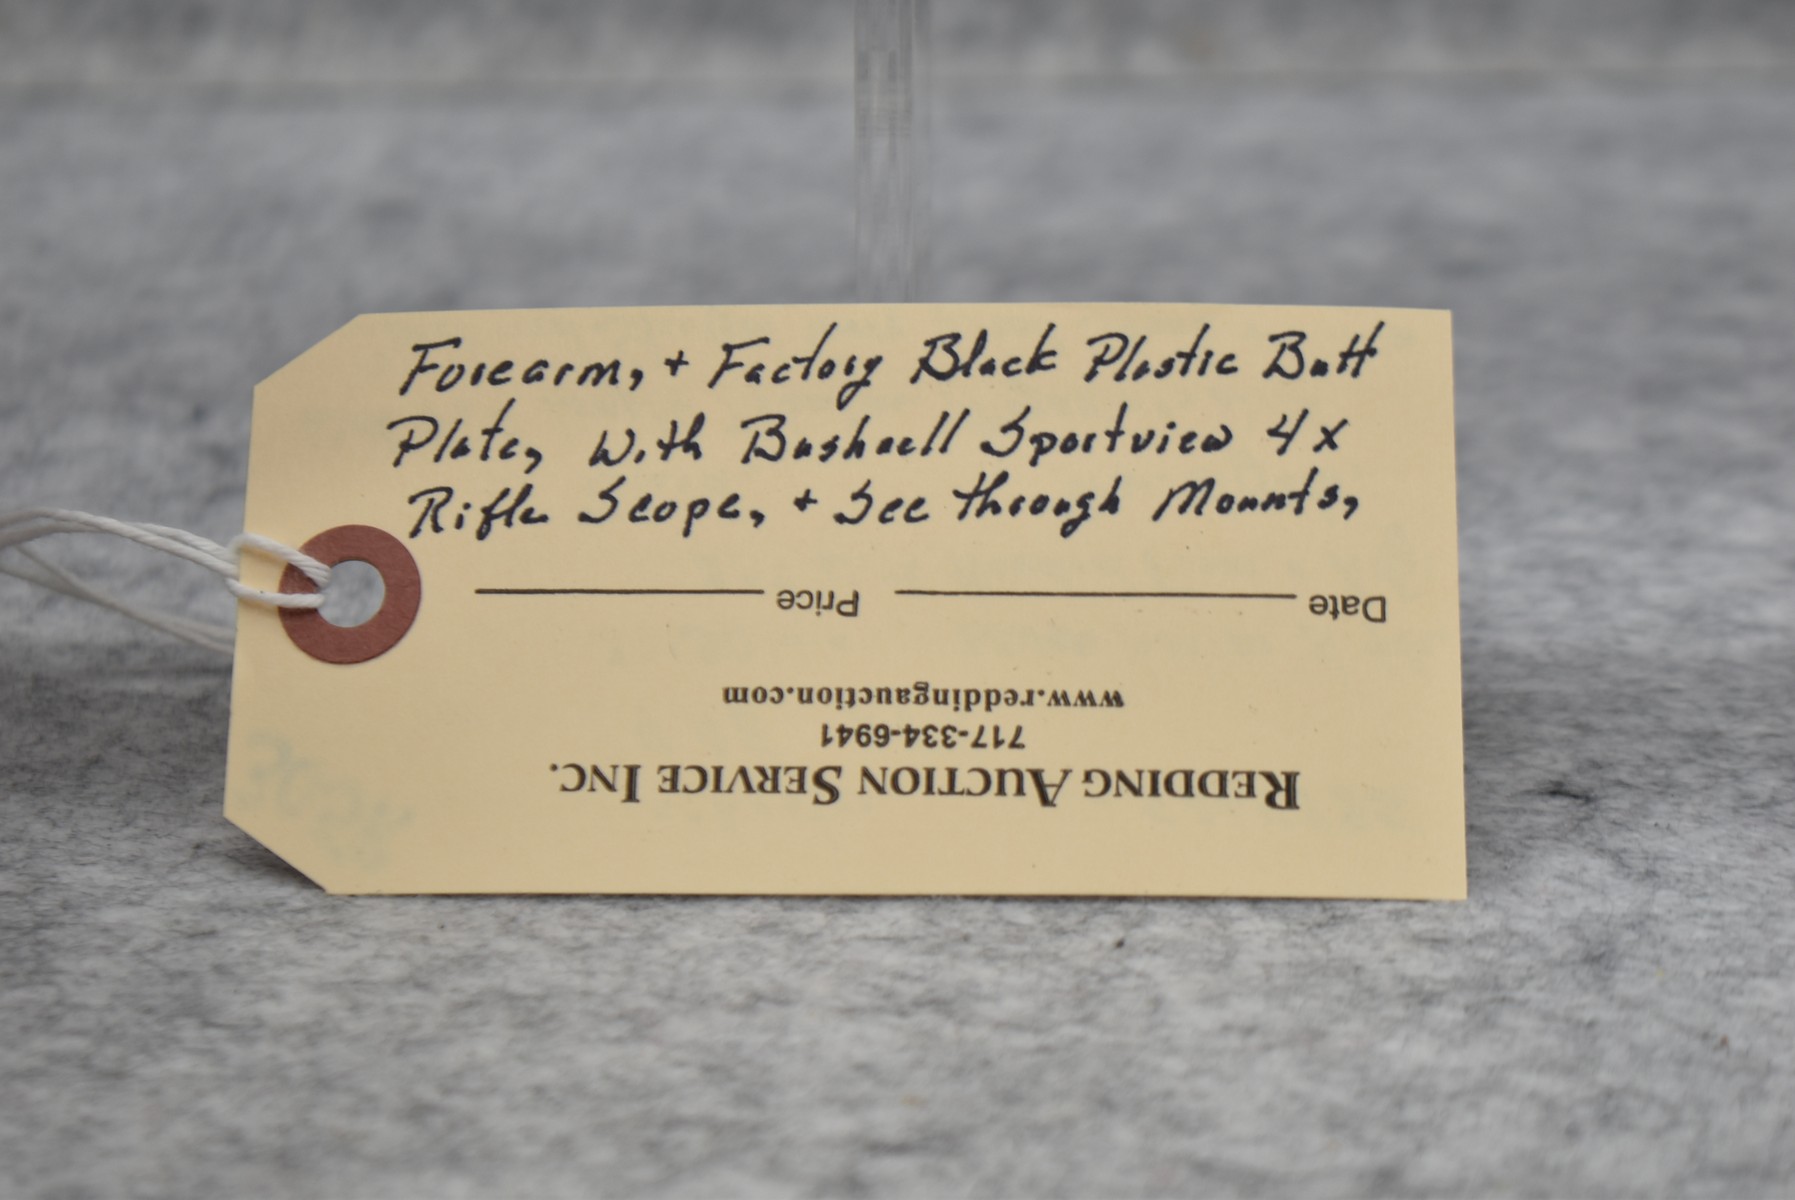 Forearm, + Factory Black Plastic Butt
Plate, With Bushnell Sportview 4x
Rifle Scope, + See through Mounts,
Date Price
www.reddingauction.com
717-334-6941
REDDING AUCTION SERVICE INC.